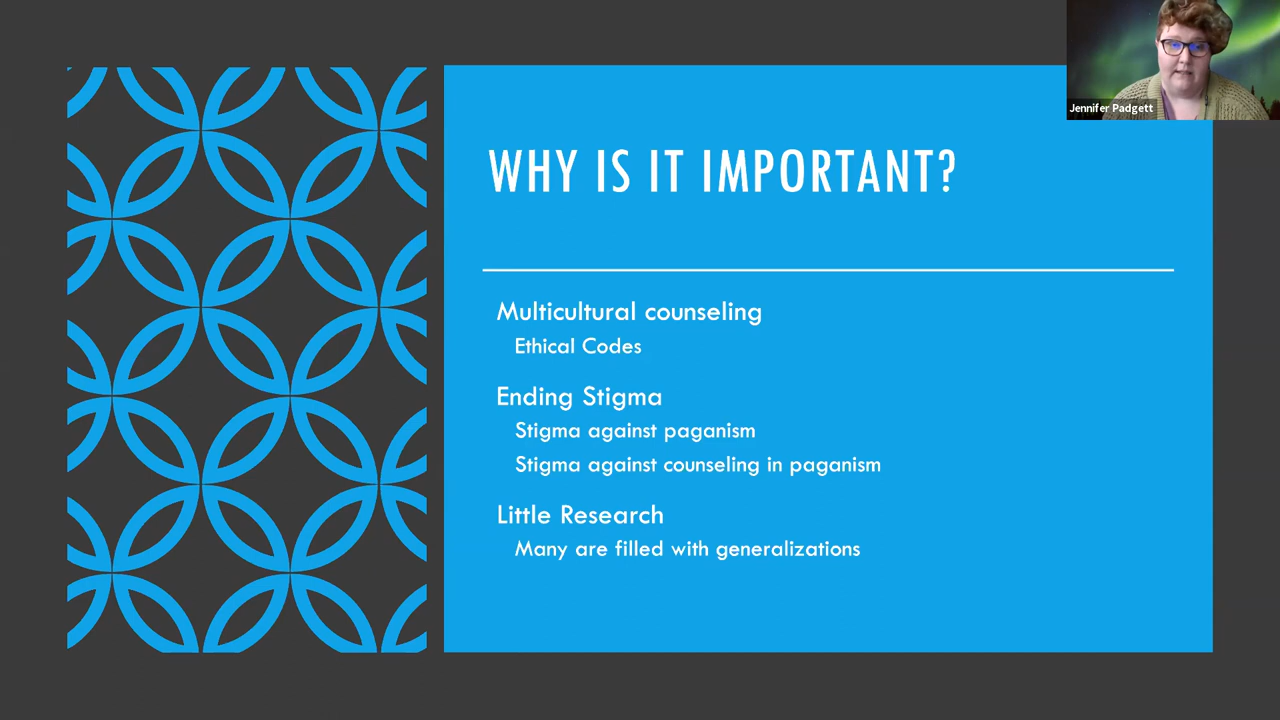 Jennifer Padgett
WHY IS IT IMPORTANT?
Multicultural counseling
Ethical Codes
Ending Stigma
Stigma against paganism
Stigma against counseling in paganism
Little Research
Many are filled with generalizations